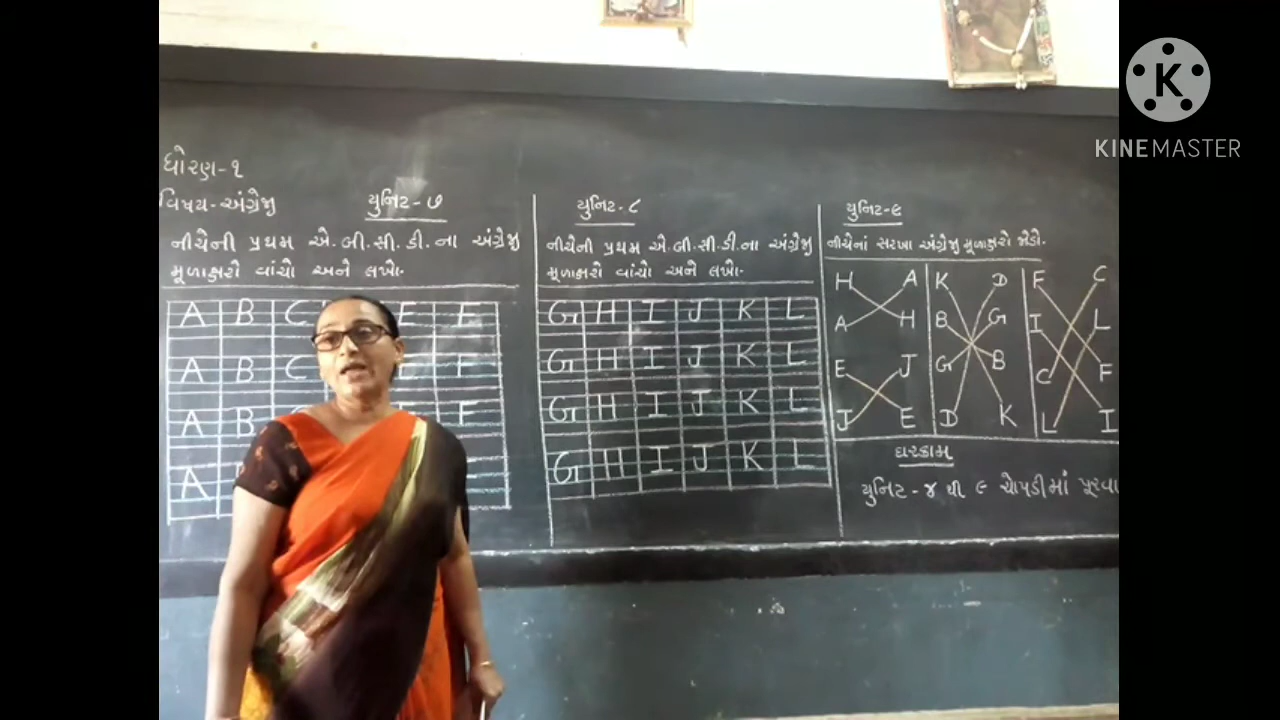 ધોરણ-૧
વિષય-અંગ્રેજી
યુનિટ-૭
નીચેની પ્રથમ એ.બી.સી.ડી.ના અંગ્રેજી
મૂળાક્ષરો વાંચો અને લખો.
A B C E F
A B C E F
A B F
A
યુનિટ-૮
નીચેની પ્રથમ એ.બી.સી.ડી.ના અંગ્રેજી
મૂળાક્ષરો વાંચો અને લખો.
G H I J K L
G H I J K L
G H I J K L
G H I J K L
યુનિટ-૯
નીચેનાં સરખા અંગ્રેજી મૂળાક્ષરો જોડો.
H A K D F C
A H B G I L
E J G B C F
J E D K L I
ઘરકામ
યુનિટ-૪ થી ૯ ચોપડીમાં પૂરવા
K
KINEMASTER